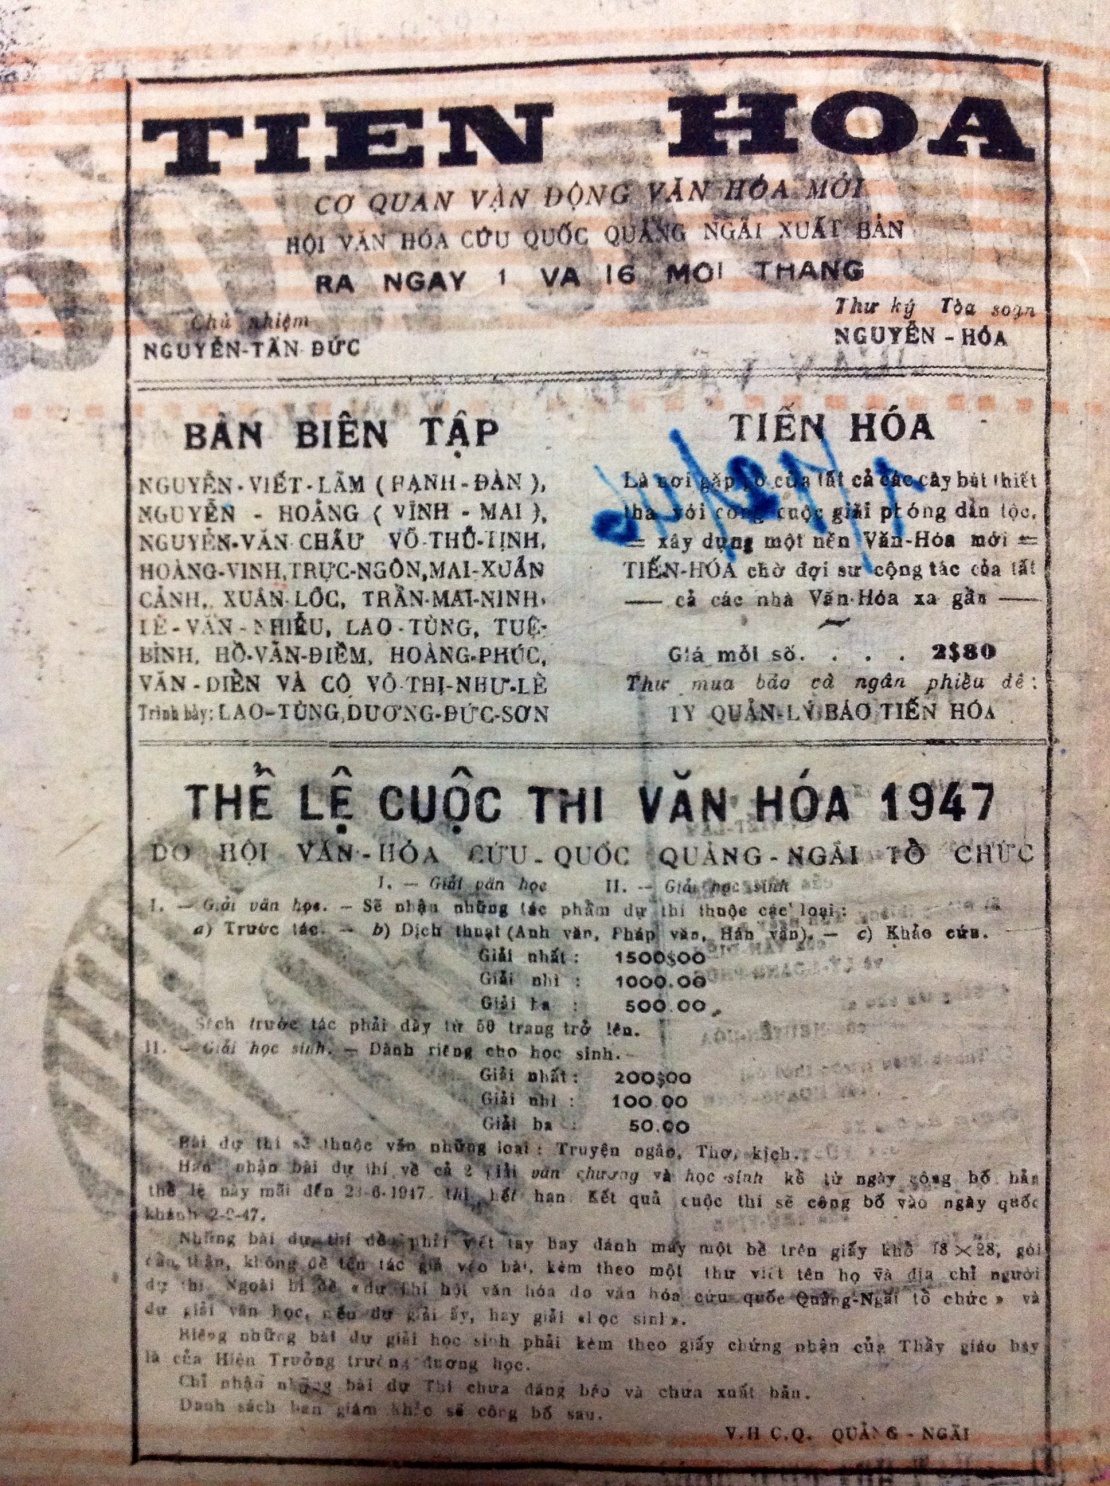 TIEN HOA
CƠ QUAN VẬN ĐỘNG VĂN HÓA MỚI
HỘI VĂN HÓA CỨU QUỐC QUẢNG NGÃI XUẤT BẢN
RA NGAY 1 VA 16 MOI THANG
Chủ nhiệm
NGUYỄN-TẤN ĐỨC
Thư ký Tòa soạn
NGUYỄN - HÓA
BAN BIÊN TẬP
NGUYỄN-VIẾT-LÃM (HẠNH-ĐÀN),
NGUYỄN - HOÀNG (VĨNH - MAI),
NGUYỄN-VĂN CHÂU VÕ-THŨ-TỊNH,
HOÀNG-VINH, TRỰC-NGÔN, MAI-XUÂN
CẢNH, XUÂN-LỐC, TRẦN-MAI-NINH,
LÊ-VĂN-NHIỂU, LAO-TÙNG, TUỆ-
BÌNH, HỒ-VĂN-ĐIỀM, HOÀNG-PHÚC,
VĂN-DIỄN VÀ CÔ VÕ-THỊ-NHƯ-LÊ
Trình bày: LAO-TÙNG, DƯƠNG-ĐỨC-SƠN
TIẾN HÓA
Là nơi gặp gỡ của tất cả các cây bút thiết
tha với công cuộc giải phóng dân tộc,
= xây dựng một nền Văn-Hóa mới =
TIẾN-HÓA chờ đợi sự cộng tác của tất
— cả các nhà Văn-Hóa xa gần —
Giá mỗi số. . . . 2$80
Thư mua báo cả ngân phiếu đề:
TY QUẢN-LÝ BÁO TIẾN HÓA
THỂ LỆ CUỘC THI VĂN HÓA 1947
DO HỘI VĂN-HÓA CỨU-QUỐC QUẢNG-NGÃI TỔ CHỨC
I. — Giải văn học II. — Giải học sinh
I. — Giải văn học. — Sẽ nhận những tác phẩm dự thi thuộc các loại:
a) Trước tác. — b) Dịch thuật (Anh văn, Pháp văn, Hán văn). — c) Khảo cứu.
Giải nhất: 1500$00
Giải nhì: 1000.00
Giải ba: 500.00
Sách trước tác phải dầy từ 50 trang trở lên.
II. — Giải học sinh. — Dành riêng cho học sinh.
Giải nhất: 200$00
Giải nhì: 100.00
Giải ba: 50.00
Bài dự thi sẽ thuộc văn những loại: Truyện ngắn, Thơ, kịch.
Hạn nhận bài dự thi về cả 2 giải văn chương và học-sinh kể từ ngày công bố bản
thể lệ này mãi đến 6-1947 thì hết hạn. Kết quả cuộc thi sẽ công bố vào ngày quốc
khánh 2-9-47.
Những bài dự thi đều phải viết tay hay đánh máy một bề trên giấy khổ 18×28, gói
cẩn thận, không đề tên tác giả vào bài, kèm theo một thư viết tên họ và địa chỉ người
dự thi. Ngoài bì đề « dự thi hội văn hóa do văn hóa cứu quốc Quảng-Ngãi tổ chức » và
dự giải văn học, nếu dự giải ấy, hay giải «học sinh».
Riêng những bài dự giải học sinh phải kèm theo giấy chứng nhận của Thầy giáo hay
là của Hiệu Trưởng trường đương học.
Chỉ nhận những bài dự Thi chưa đăng báo và chưa xuất bản.
Danh sách ban giám khảo sẽ công bố sau.
V.H C.Q. QUẢNG - NGÃI